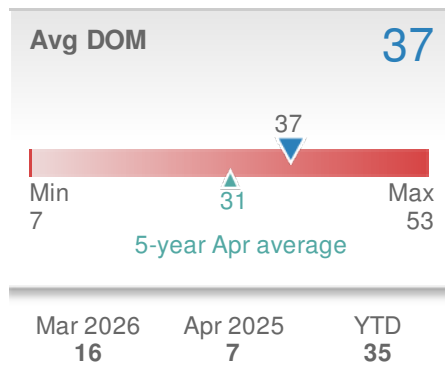 Avg DOM 37
37
Min Max
7 31 53
5-year Apr average
Mar 2026 Apr 2025 YTD
16 7 35